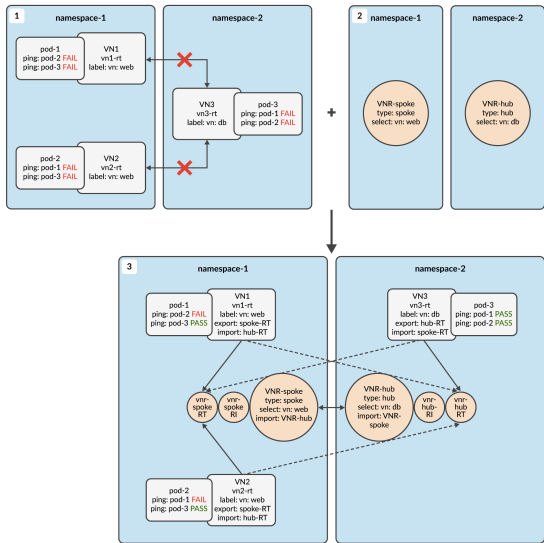 1
namespace-1
namespace-2
pod-1
ping: pod-2 FAIL
ping: pod-3 FAIL
VN1
vn1-rt
label: vn: web
VN3
vn3-rt
label: vn: db
pod-3
ping: pod-1 FAIL
ping: pod-2 FAIL
pod-2
ping: pod-1 FAIL
ping: pod-3 FAIL
VN2
vn2-rt
label: vn: web
+
2
namespace-1
namespace-2
VNR-spoke
type: spoke
select: vn: web
VNR-hub
type: hub
select: vn: db
3
namespace-1
namespace-2
pod-1
ping: pod-2 FAIL
ping: pod-3 PASS
VN1
vn1-rt
label: vn: web
export: spoke-RT
import: hub-RT
VN3
vn3-rt
label: vn: db
export: hub-RT
import: spoke-RT
pod-3
ping: pod-1 PASS
ping: pod-2 PASS
vnr-
spoke
RT
vnr-
spoke
RI
VNR-spoke
type: spoke
select: vn: web
import: VNR-hub
VNR-hub
type: hub
select: vn: db
import: VNR-
spoke
vnr-
hub-
RI
vnr-
hub
RT
pod-2
ping: pod-1 FAIL
ping: pod-3 PASS
VN2
vn2-rt
label: vn: web
export: spoke-RT
import: hub-RT